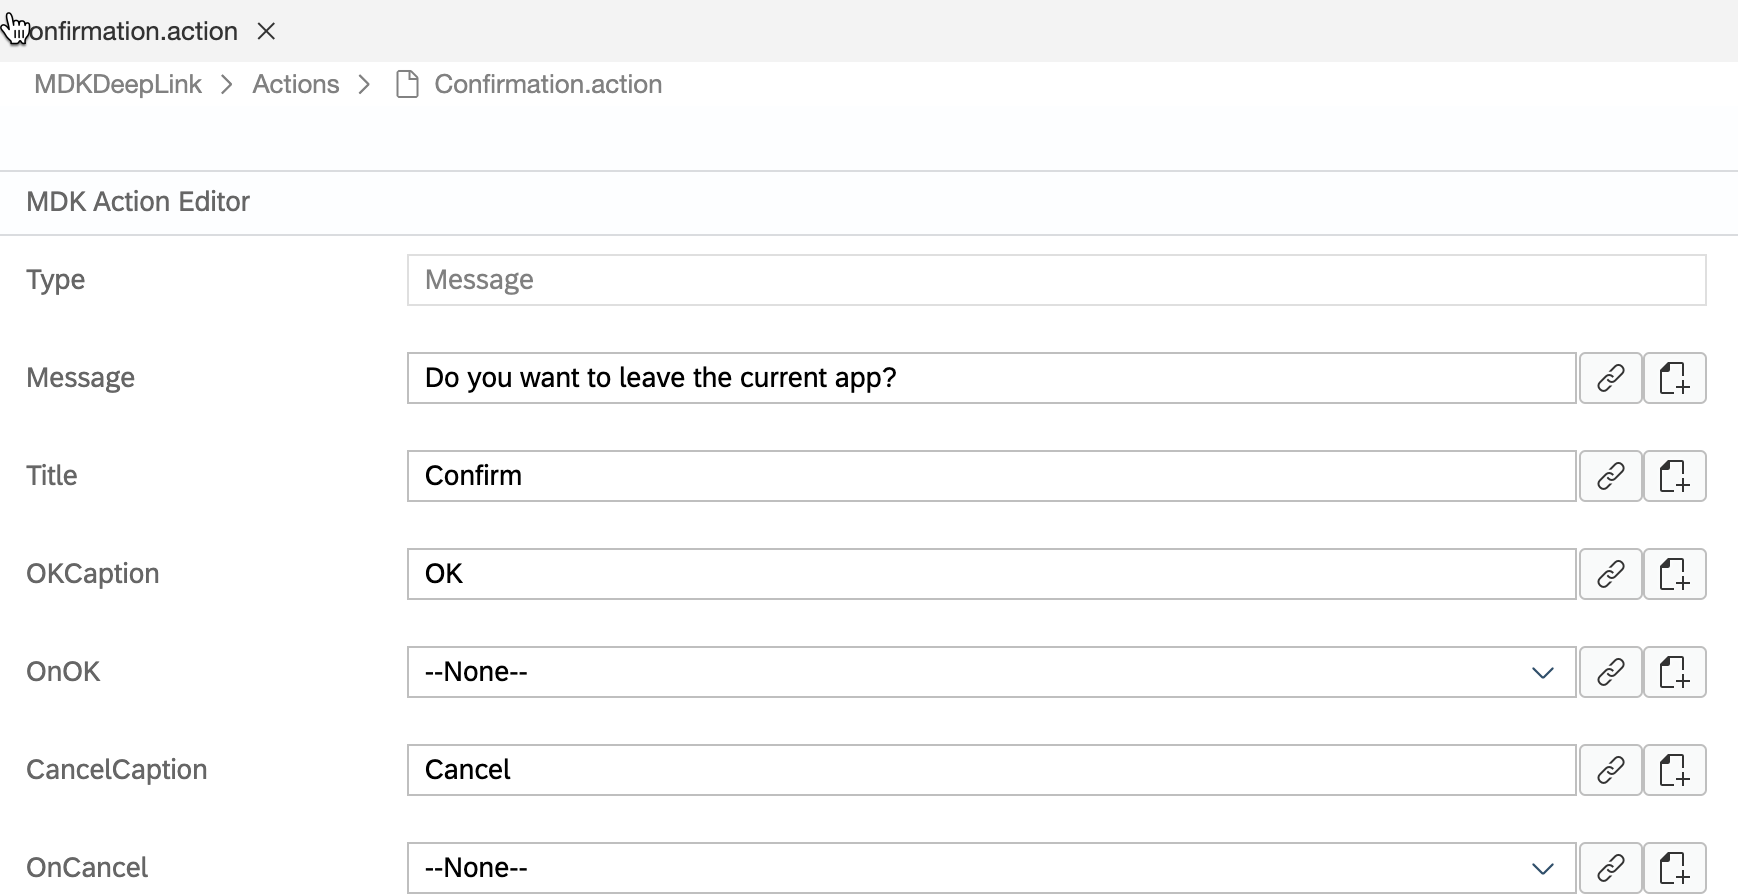 onfirmation.action
MDKDeepLink > Actions > Confirmation.action
MDK Action Editor
Type Message
Message Do you want to leave the current app?
Title Confirm
OKCaption OK
OnOK --None--
CancelCaption Cancel
OnCancel --None--